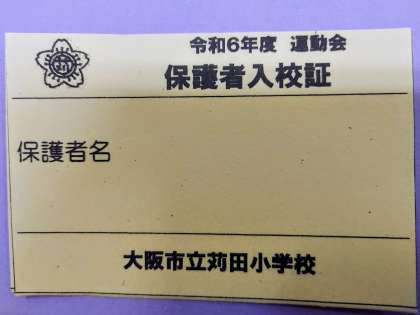 令和6年度 運動会
保護者入校証
保護者名
大阪市立苅田小学校